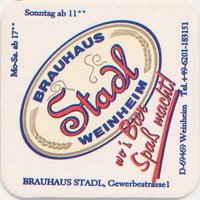 Sonntag ab 11°°
Mo-Sa. ab 17°°
BRAUHAUS
Stadl
WEINHEIM
wo's Bier
Spaß macht!
D-69469 Weinheim
Tel. +49-6201-183151
BRAUHAUS STADL, Gewerbestrasse1